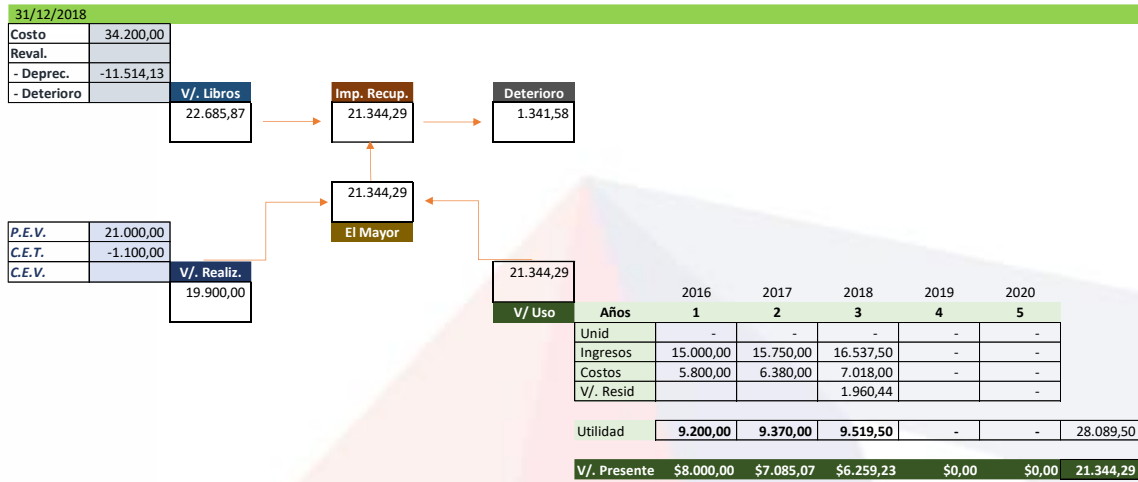 31/12/2018
Costo 34.200,00
Reval.
- Deprec. -11.514,13
- Deterioro
V/. Libros Imp. Recup. Deterioro
22.685,87 21.344,29 1.341,58
21.344,29
El Mayor
P.E.V. 21.000,00
C.E.T. -1.100,00
C.E.V.
V/. Realiz.
19.900,00
21.344,29
V/ Uso
2016 2017 2018 2019 2020
Años 1 2 3 4 5
Unid - - - - -
Ingresos 15.000,00 15.750,00 16.537,50 - -
Costos 5.800,00 6.380,00 7.018,00 - -
V/. Resid 1.960,44 -
Utilidad 9.200,00 9.370,00 9.519,50 - - 28.089,50
V/. Presente $8.000,00 $7.085,07 $6.259,23 $0,00 $0,00 21.344,29